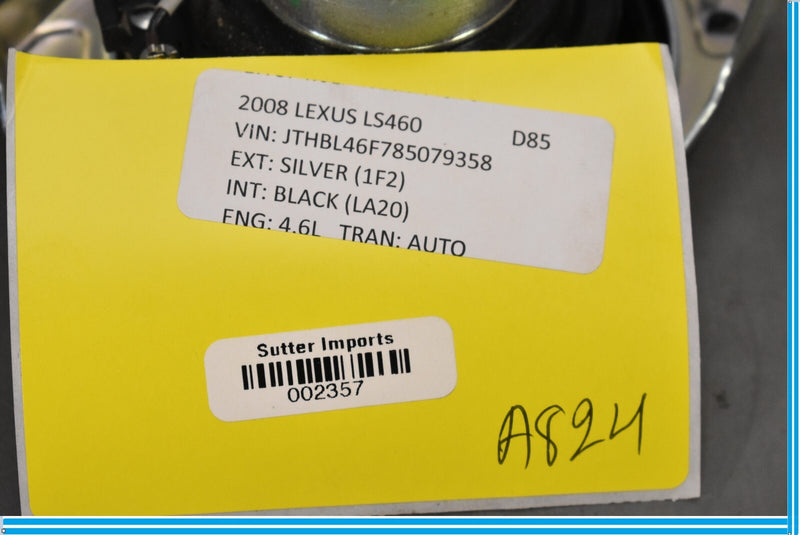 2008 LEXUS LS460 D85
VIN: JTHBL46F785079358
EXT: SILVER (1F2)
INT: BLACK (LA20)
ENG: 4.6L TRAN: AUTO
Sutter Imports
002357
A824